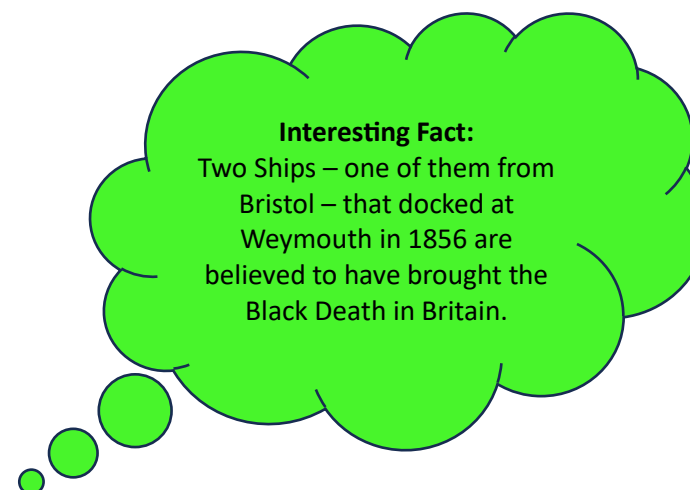 Interesting Fact:
Two Ships – one of them from
Bristol – that docked at
Weymouth in 1856 are
believed to have brought the
Black Death in Britain.